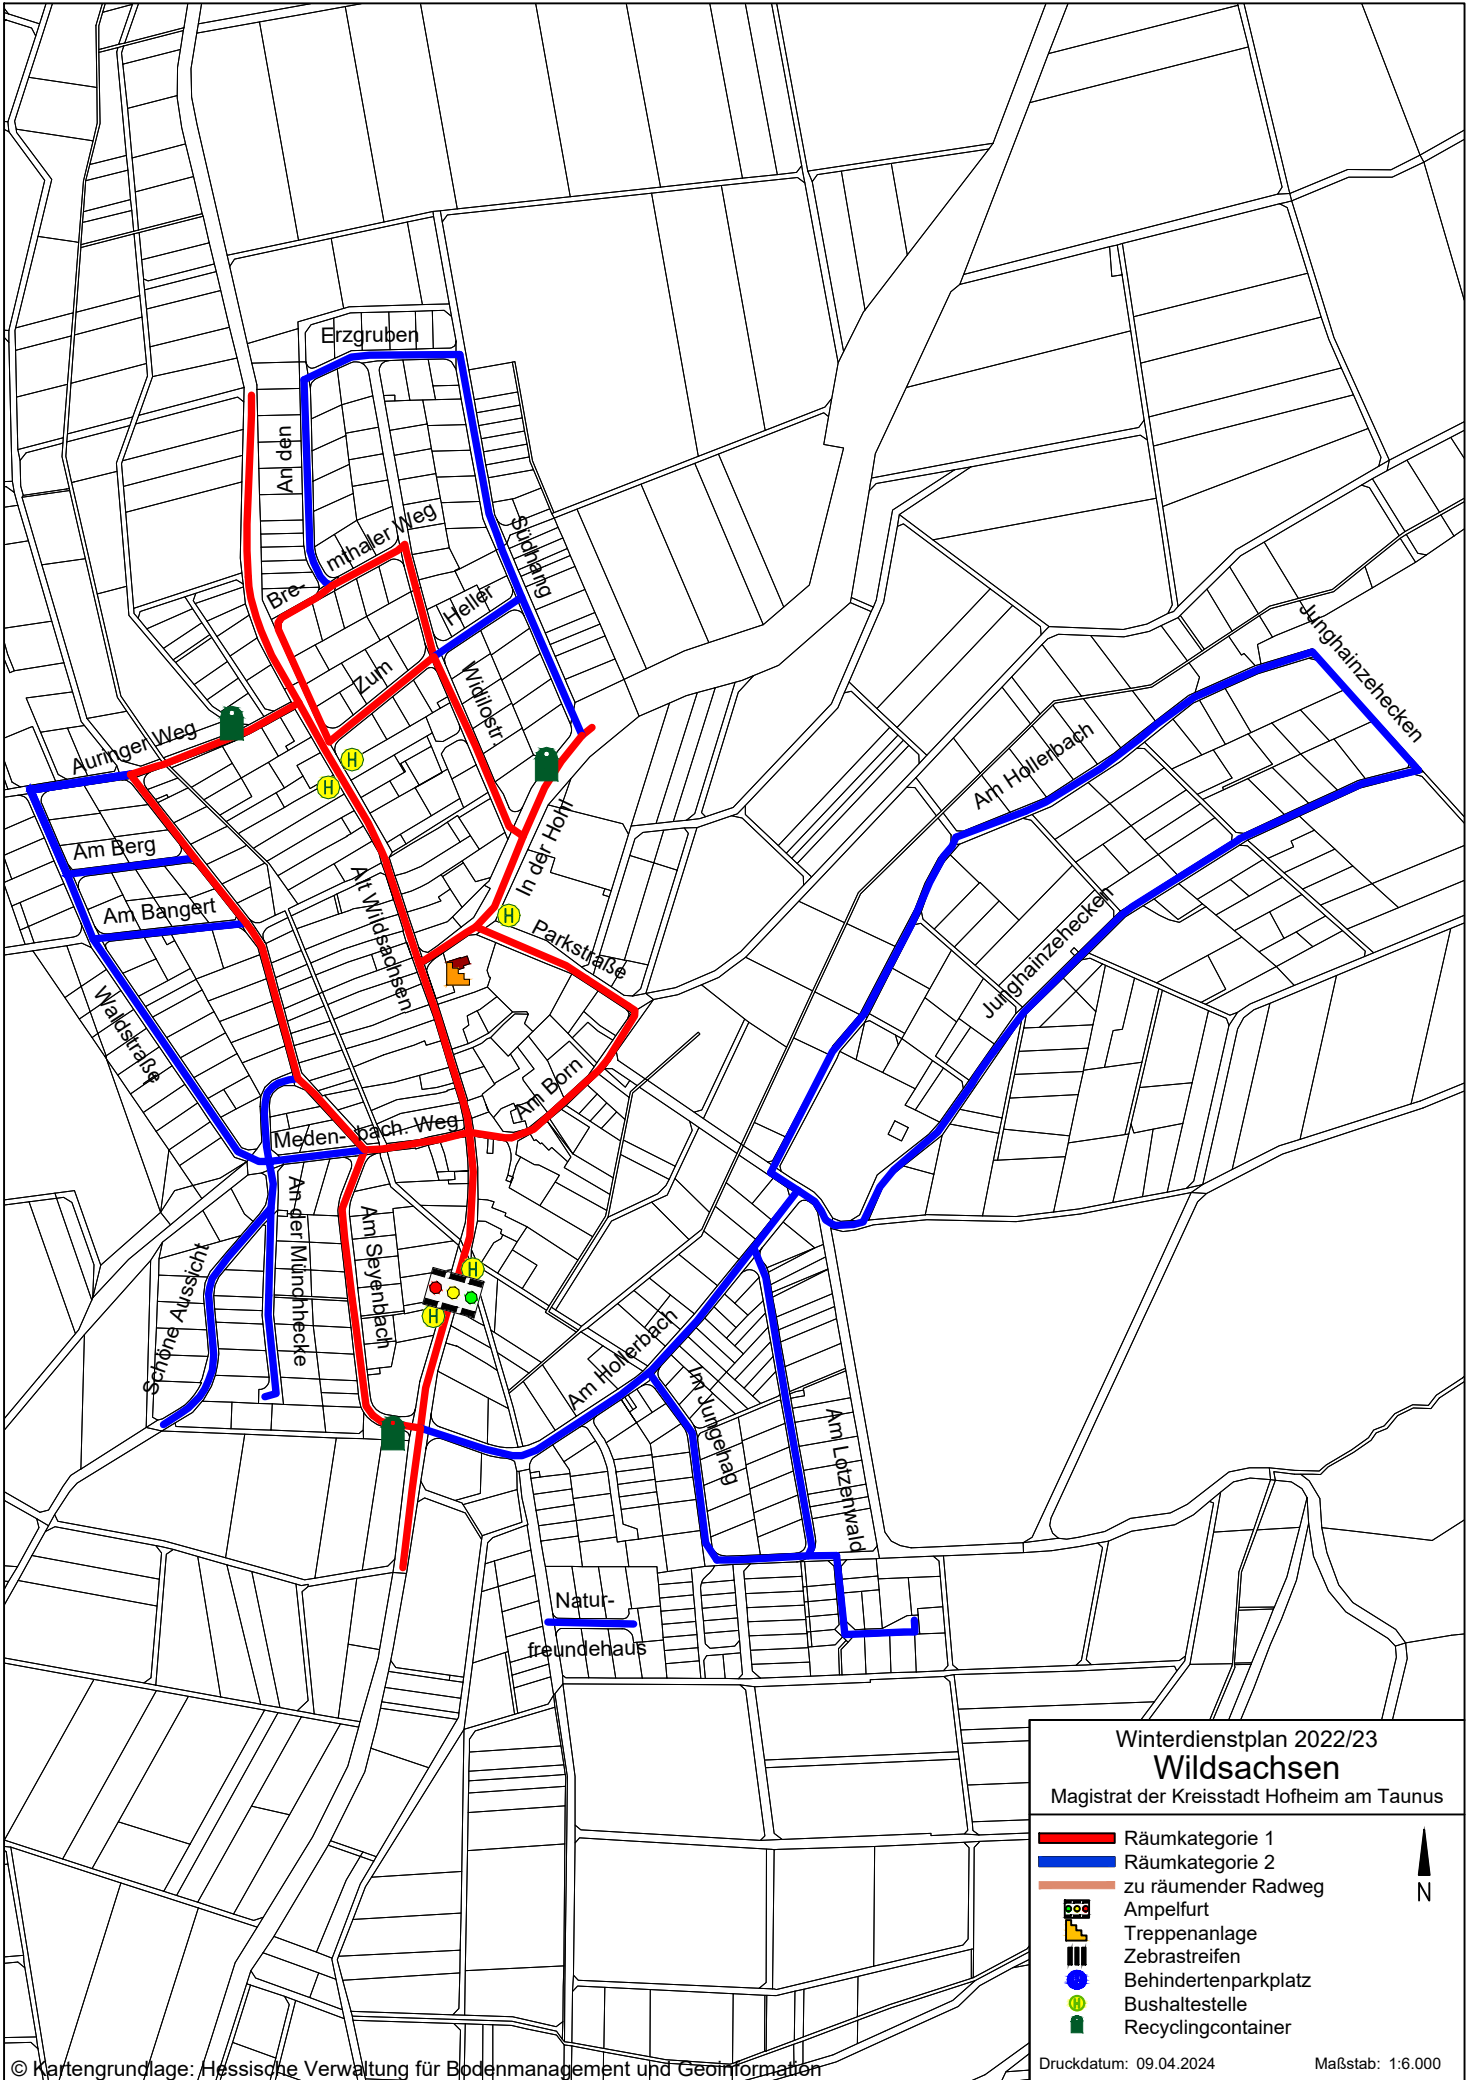 Erzgruben
An den
Bre-
mthaler Weg
Südhang
Heller
Zum
Widilostr.
Auringer Weg
H
H
Am Berg
Am Bangert
Alt Wildsachsen
In der Hohl
H
Parkstraße
Waldstraße
Am Born
Meden-
bach. Weg
Schöne Aussicht
An der Münchhecke
Am Seyenbach
H
H
Am Hollerbach
Junghainzehecken
Junghainzehecken
Am Hollerbach
Im Jungehag
Am Lotzenwald
Natur-
freundehaus
Winterdienstplan 2022/23
Wildsachsen
Magistrat der Kreisstadt Hofheim am Taunus
Räumkategorie 1
Räumkategorie 2
zu räumender Radweg
Ampelfurt
Treppenanlage
Zebrastreifen
Behindertenparkplatz
H Bushaltestelle
Recyclingcontainer
N
Druckdatum: 09.04.2024 Maßstab: 1:6.000
© Kartengrundlage: Hessische Verwaltung für Bodenmanagement und Geoinformation